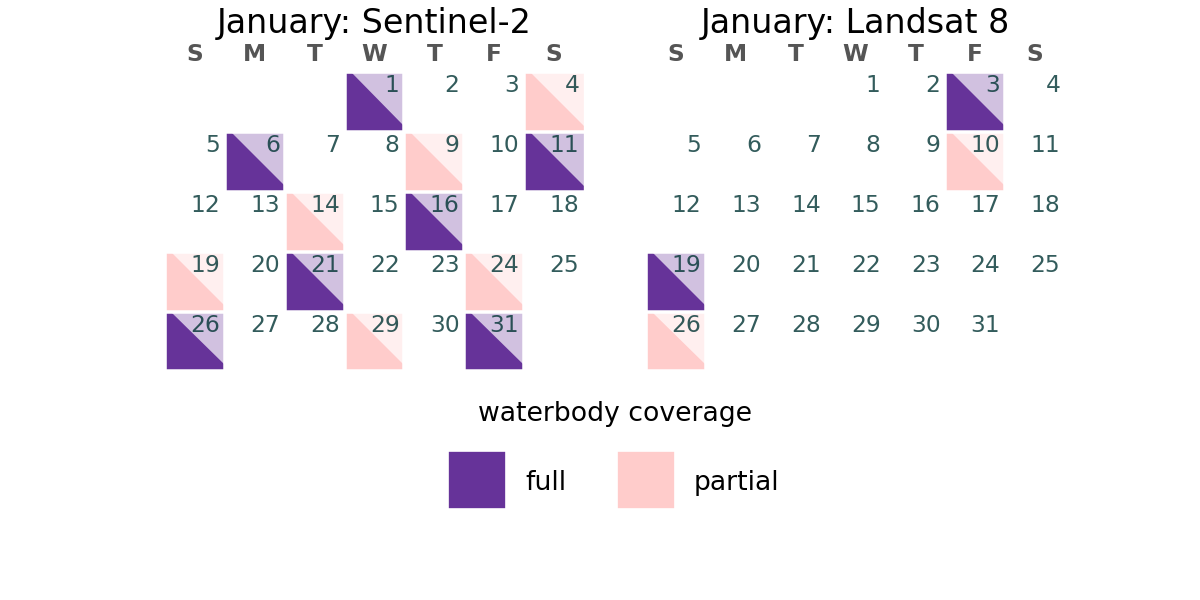 January: Sentinel-2
S M T W T F S
1 2 3 4
5 6 7 8 9 10 11
12 13 14 15 16 17 18
19 20 21 22 23 24 25
26 27 28 29 30 31
January: Landsat 8
S M T W T F S
1 2 3 4
5 6 7 8 9 10 11
12 13 14 15 16 17 18
19 20 21 22 23 24 25
26 27 28 29 30 31
waterbody coverage
full partial